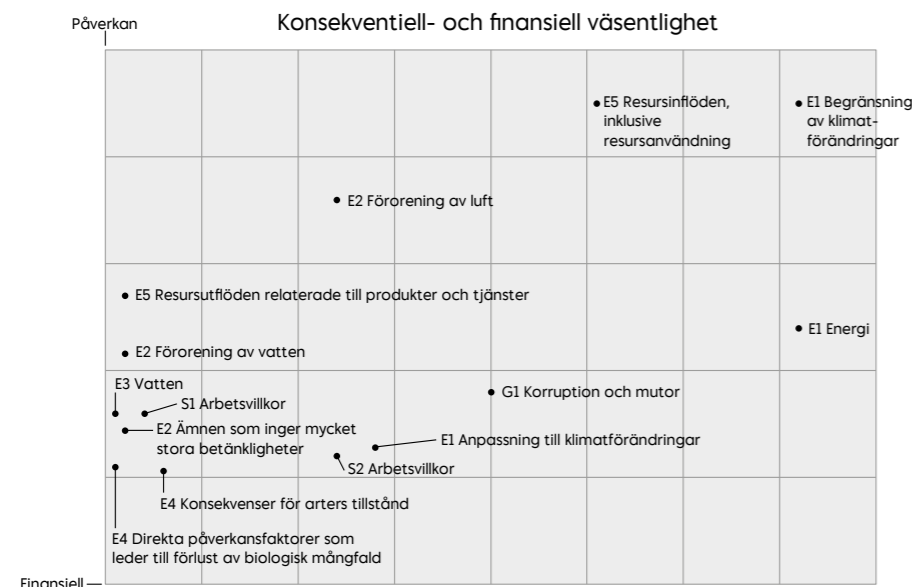 Påverkan
Konsekventiell- och finansiell väsentlighet
E5 Resursinflöden,
inklusive
resursanvändning
E1 Begränsning
av klimat-
förändringar
E2 Förorening av luft
E5 Resursutflöden relaterade till produkter och tjänster
E1 Energi
E2 Förorening av vatten
E3 Vatten
G1 Korruption och mutor
S1 Arbetsvillkor
E2 Ämnen som inger mycket
stora betänkligheter
E1 Anpassning till klimatförändringar
S2 Arbetsvillkor
E4 Konsekvenser för arters tillstånd
E4 Direkta påverkansfaktorer som
leder till förlust av biologisk mångfald
Finansiell